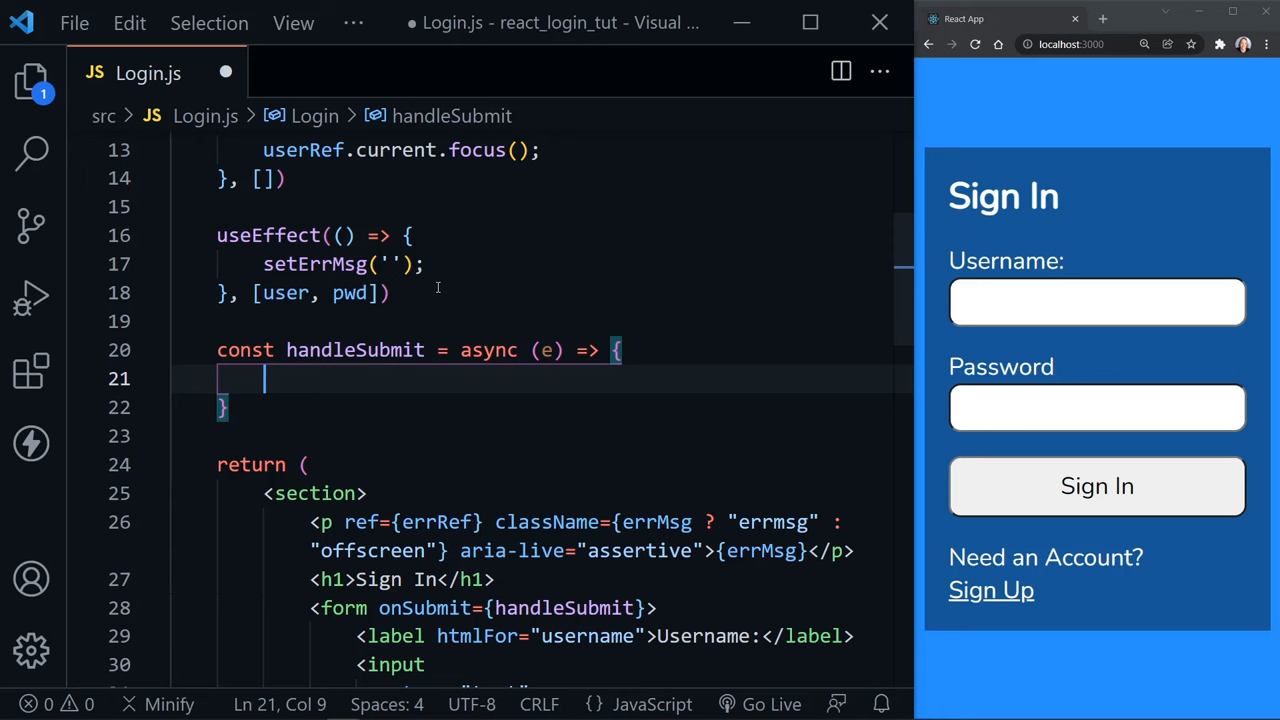 File Edit Selection View ··· ● Login.js - react_login_tut - Visual ...
JS Login.js
1
src > JS Login.js > Login > handleSubmit
13 userRef.current.focus();
14 }, [])
15
16 useEffect(() => {
17 setErrMsg('');
18 }, [user, pwd])
19
20 const handleSubmit = async (e) => {
21
22 }
23
24 return (
25 <section>
26 <p ref={errRef} className={errMsg ? "errmsg" :
"offscreen"} aria-live="assertive">{errMsg}</p>
27 <h1>Sign In</h1>
28 <form onSubmit={handleSubmit}>
29 <label htmlFor="username">Username:</label>
30 <input
0 0 Minify Ln 21, Col 9 Spaces: 4 UTF-8 CRLF {} JavaScript Go Live
React App
localhost:3000
Sign In
Username:
Password
Sign In
Need an Account?
Sign Up